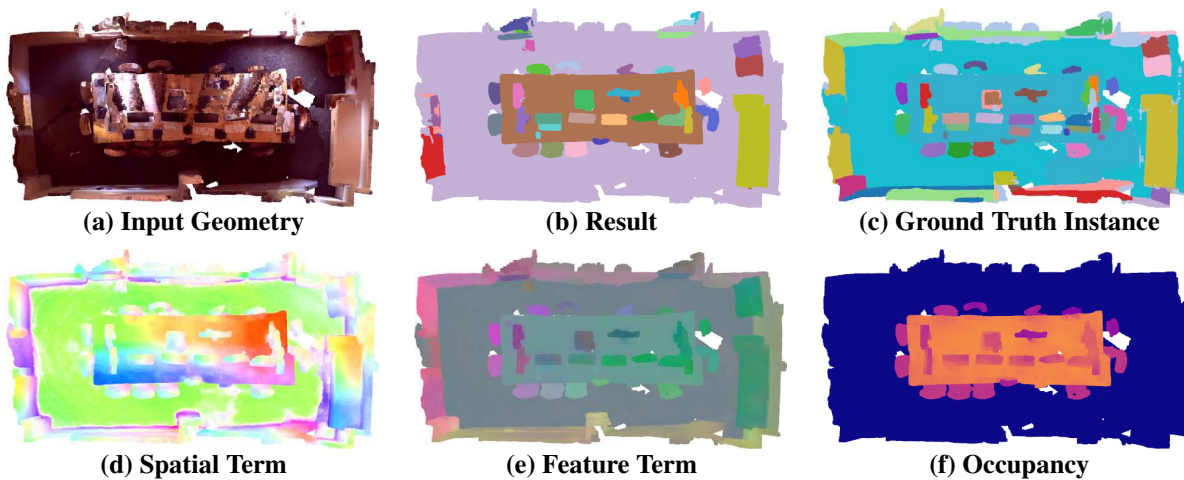 (a) Input Geometry
(b) Result
(c) Ground Truth Instance
(d) Spatial Term
(e) Feature Term
(f) Occupancy